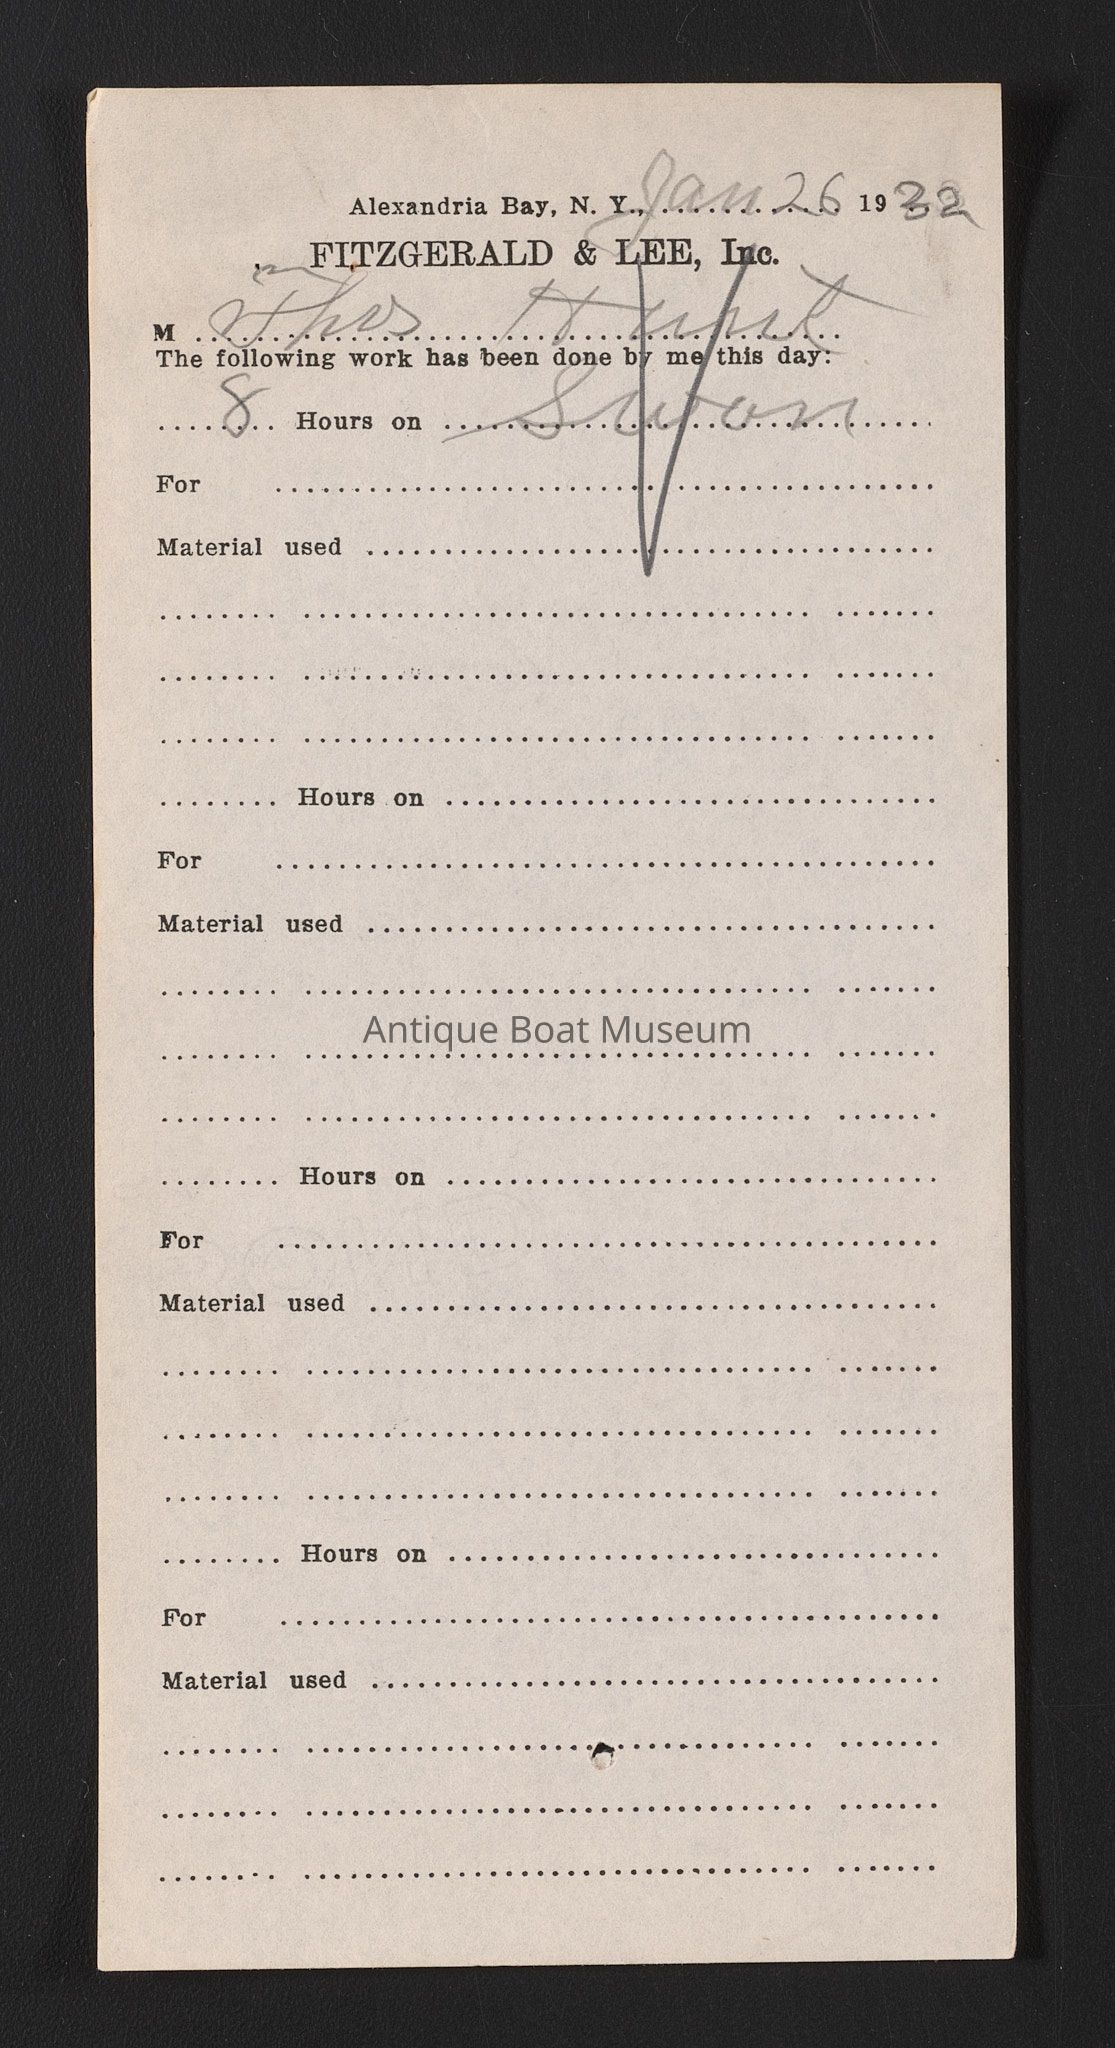 Alexandria Bay, N. Y., Jan 26 1932
FITZGERALD & LEE, Inc.
M Thos Hunt
The following work has been done by me this day:
8 Hours on Swan
For
Material used
Hours on
For
Material used
Antique Boat Museum
Hours on
For
Material used
Hours on
For
Material used